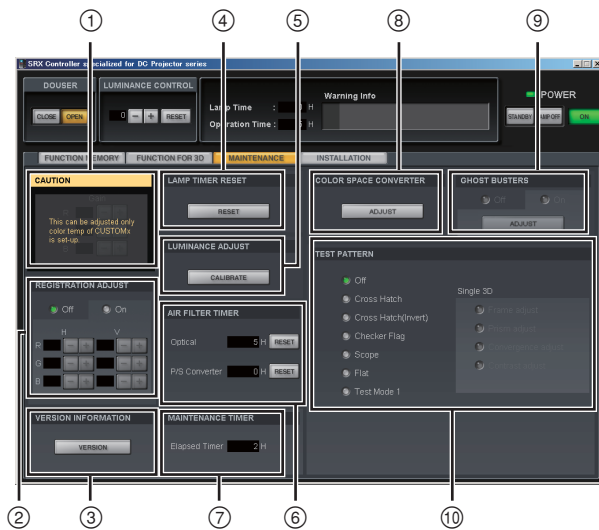 ① ④ ⑤ ⑧ ⑨
SRX Controller specialized for DC Projector series
DOUSER
CLOSE OPEN
LUMINANCE CONTROL
0 − + RESET
Lamp Time : H
Operation Time : H
Warning Info
POWER
STANDBY LAMP OFF ON
FUNCTION MEMORY FUNCTION FOR 3D MAINTENANCE INSTALLATION
CAUTION
This can be adjusted only
color.temp of CUSTOMx
is set-up.
LAMP TIMER RESET
RESET
COLOR SPACE CONVERTER
ADJUST
GHOST BUSTERS
Off On
ADJUST
LUMINANCE ADJUST
CALIBRATE
REGISTRATION ADJUST
Off On
H V
R − + − +
G − + − +
B − + − +
AIR FILTER TIMER
Optical 5 H RESET
P/S Converter 0 H RESET
TEST PATTERN
Off
Cross Hatch
Cross Hatch(Invert)
Checker Flag
Scope
Flat
Test Mode 1
Single 3D
Frame adjust
VERSION INFORMATION
VERSION
MAINTENANCE TIMER
Elapsed Timer 2 H
② ③ ⑦ ⑥ ⑩